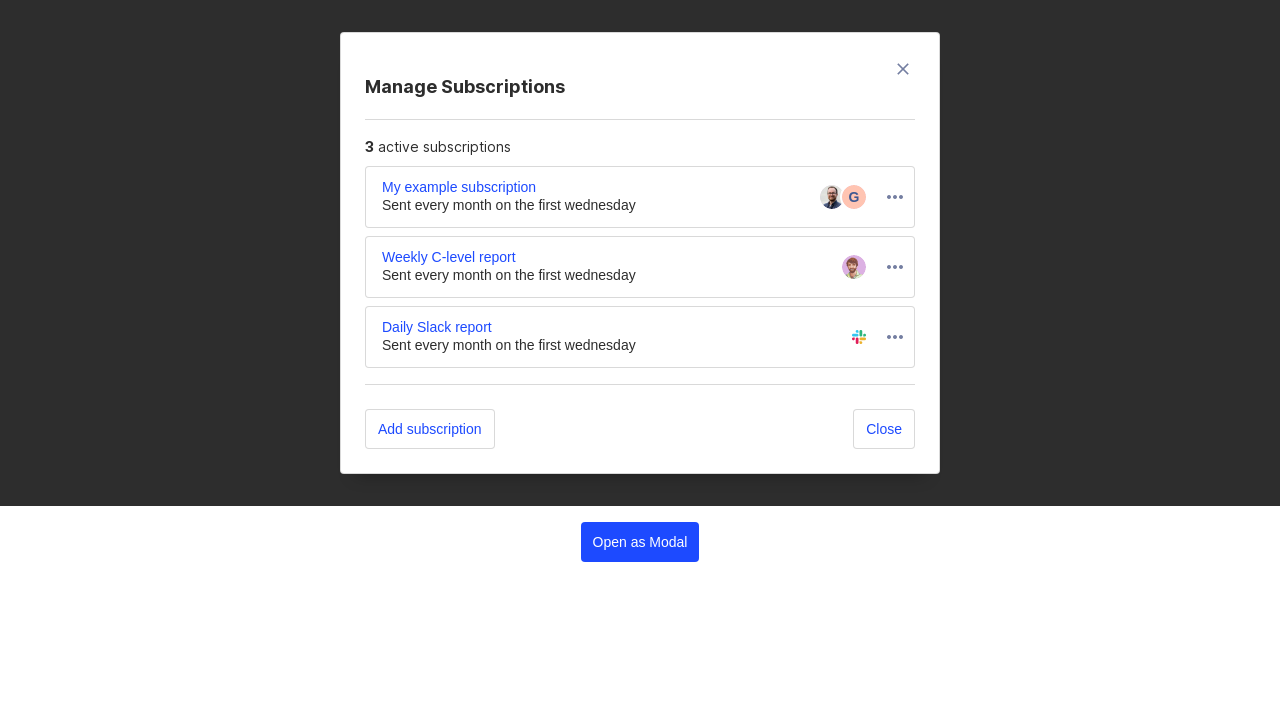 Manage Subscriptions
3 active subscriptions
My example subscription
Sent every month on the first wednesday
G
Weekly C-level report
Sent every month on the first wednesday
Daily Slack report
Sent every month on the first wednesday
Add subscription
Close
Open as Modal